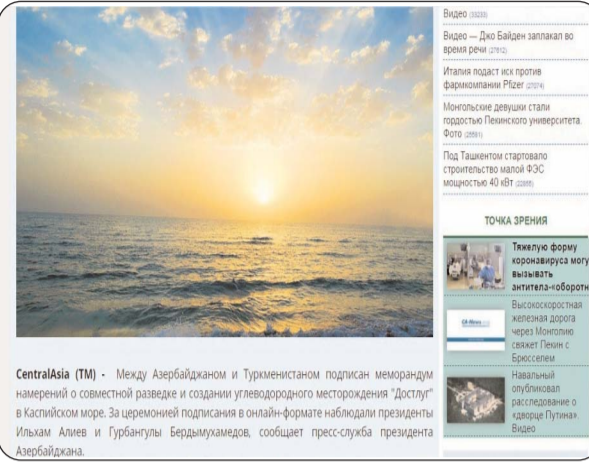 CentralAsia (TM) - Между Азербайджаном и Туркменистаном подписан меморандум
намерений о совместной разведке и создании углеводородного месторождения "Достлуг"
в Каспийском море. За церемонией подписания в онлайн-формате наблюдали президенты
Ильхам Алиев и Гурбангулы Бердымухамедов, сообщает пресс-служба президента
Азербайджана.
Видео
Видео — Джо Байден заплакал во
время речи (27612)
Италия подаст иск против
фармкомпании Pfizer (27074)
Монгольские девушки стали
гордостью Пекинского университета.
Фото (25591)
Под Ташкентом стартовало
строительство малой ФЭС
мощностью 40 кВт
ТОЧКА ЗРЕНИЯ
Тяжелую форму
коронавируса могу
вызывать
антитела-«оборотн
Высокоскоростная
железная дорога
через Монголию
свяжет Пекин с
Брюсселем
Навальный
опубликовал
расследование о
«дворце Путина».
Видео